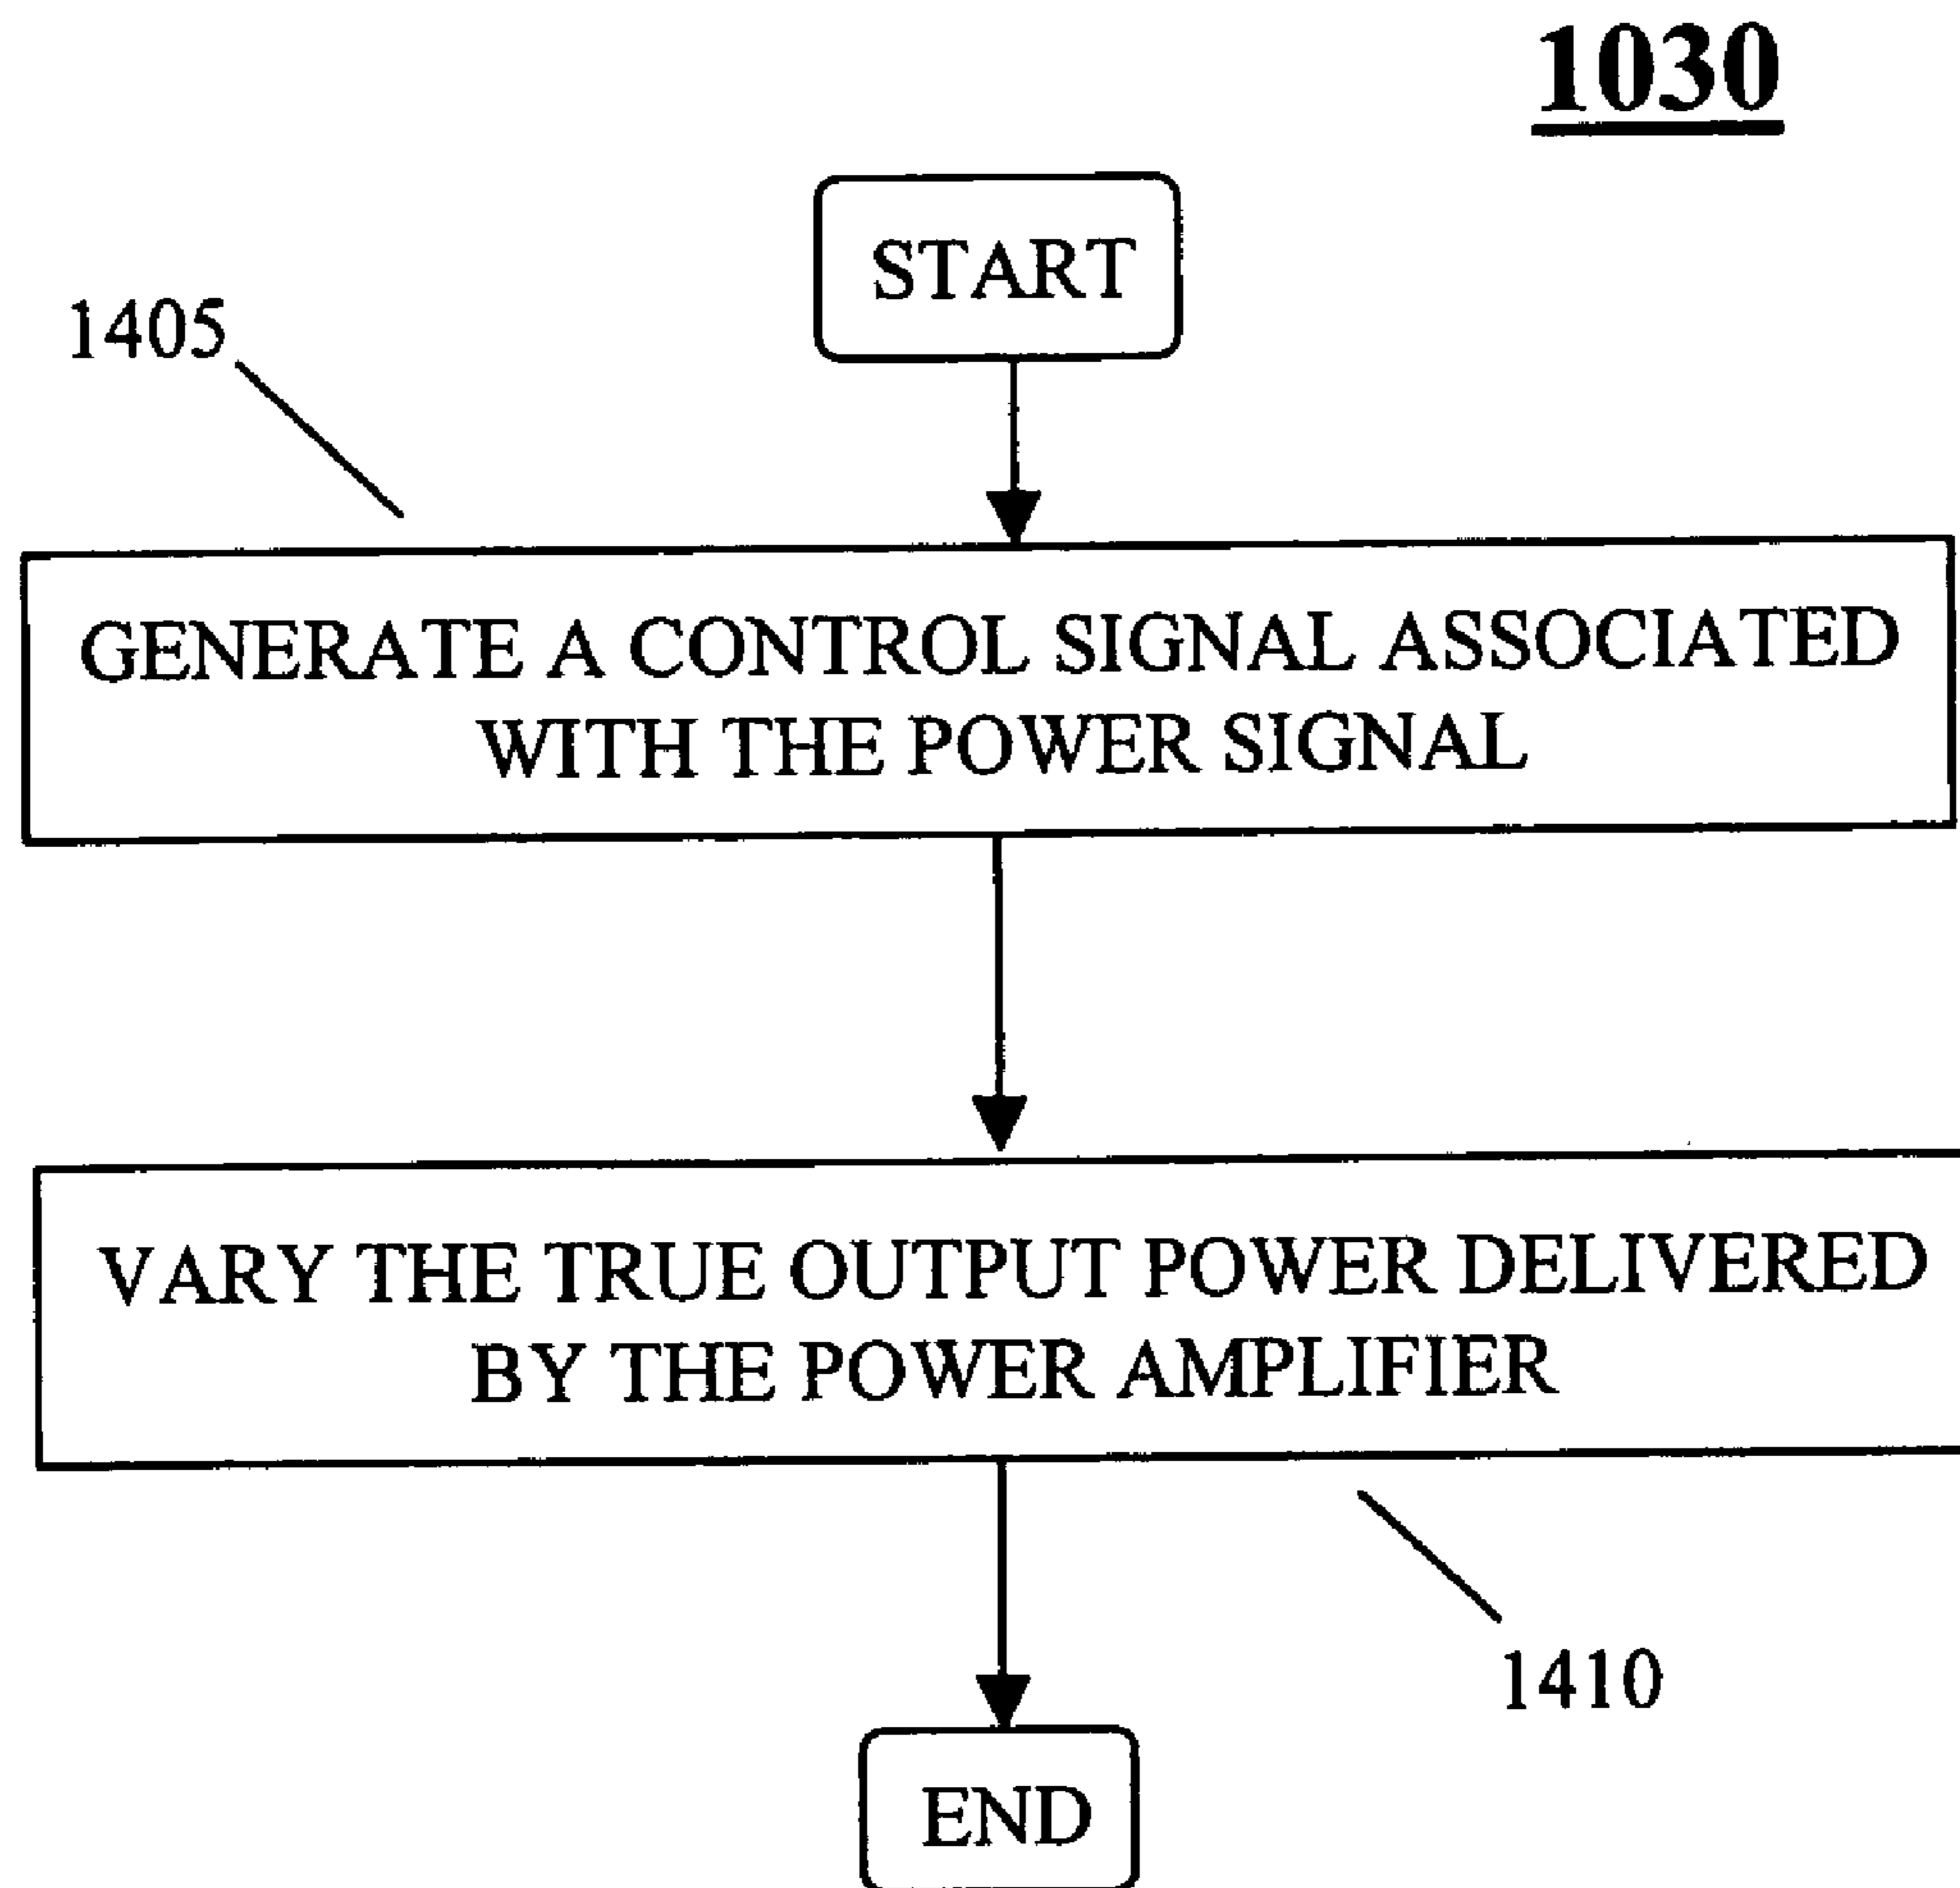 1030
START
1405
GENERATE A CONTROL SIGNAL ASSOCIATED
WITH THE POWER SIGNAL
VARY THE TRUE OUTPUT POWER DELIVERED
BY THE POWER AMPLIFIER
1410
END